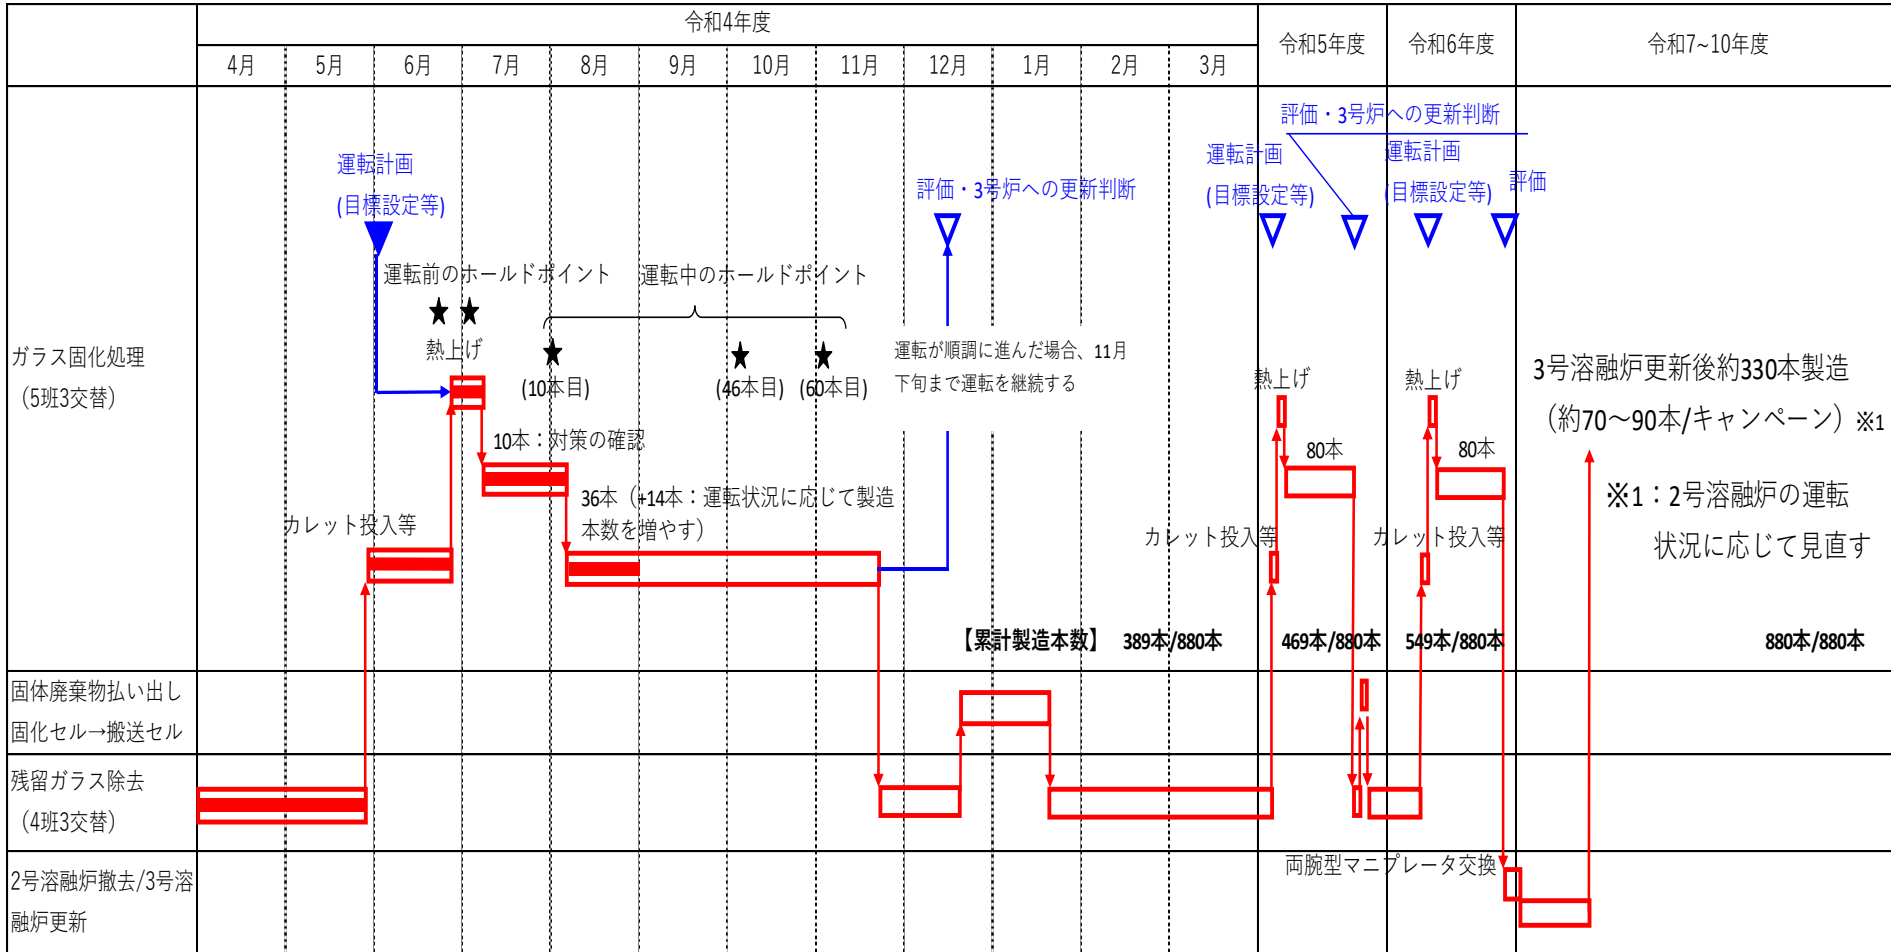 令和4年度
令和5年度
令和6年度
令和7~10年度
4月
5月
6月
7月
8月
9月
10月
11月
12月
1月
2月
3月
ガラス固化処理
（5班3交替）
運転計画
(目標設定等)
運転前のホールドポイント
★ ★
熱上げ
運転中のホールドポイント
★
★
★
(10本目)
(46本目)
(60本目)
10本：対策の確認
カレット投入等
36本（+14本：運転状況に応じて製造
本数を増やす）
評価・3号炉への更新判断
運転が順調に進んだ場合、11月
下旬まで運転を継続する
評価・3号炉への更新判断
運転計画
(目標設定等)
運転計画
(目標設定等)
評価
熱上げ
80本
カレット投入等
熱上げ
80本
カレット投入等
3号溶融炉更新後約330本製造
（約70～90本/キャンペーン）※1
※1：2号溶融炉の運転
状況に応じて見直す
【累計製造本数】
389本/880本
469本/880本
549本/880本
880本/880本
固体廃棄物払い出し
固化セル→搬送セル
残留ガラス除去
（4班3交替）
2号溶融炉撤去/3号溶
融炉更新
両腕型マニプレータ交換